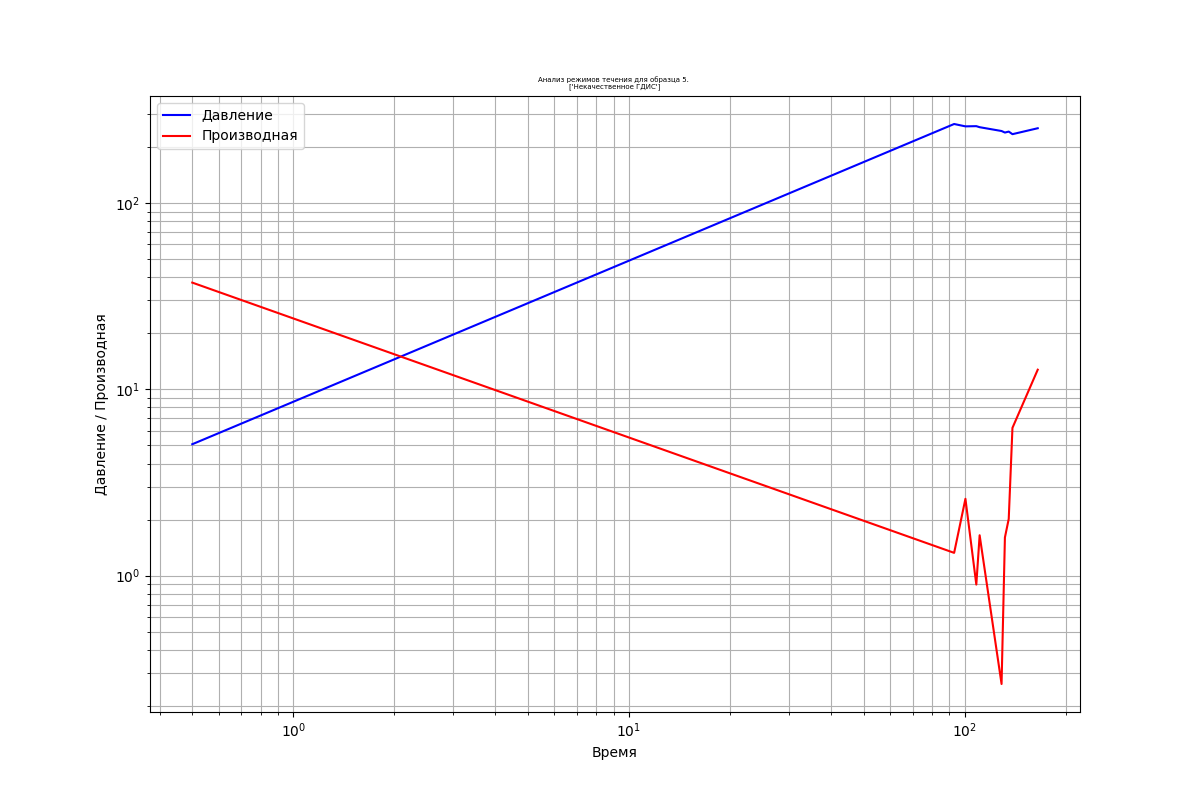 Анализ режимов течения для образца 5.
['Некачественное ГДИС']
Давление
Производная
Давление / Производная
10²
10¹
10⁰
10⁰
10¹
10²
Время